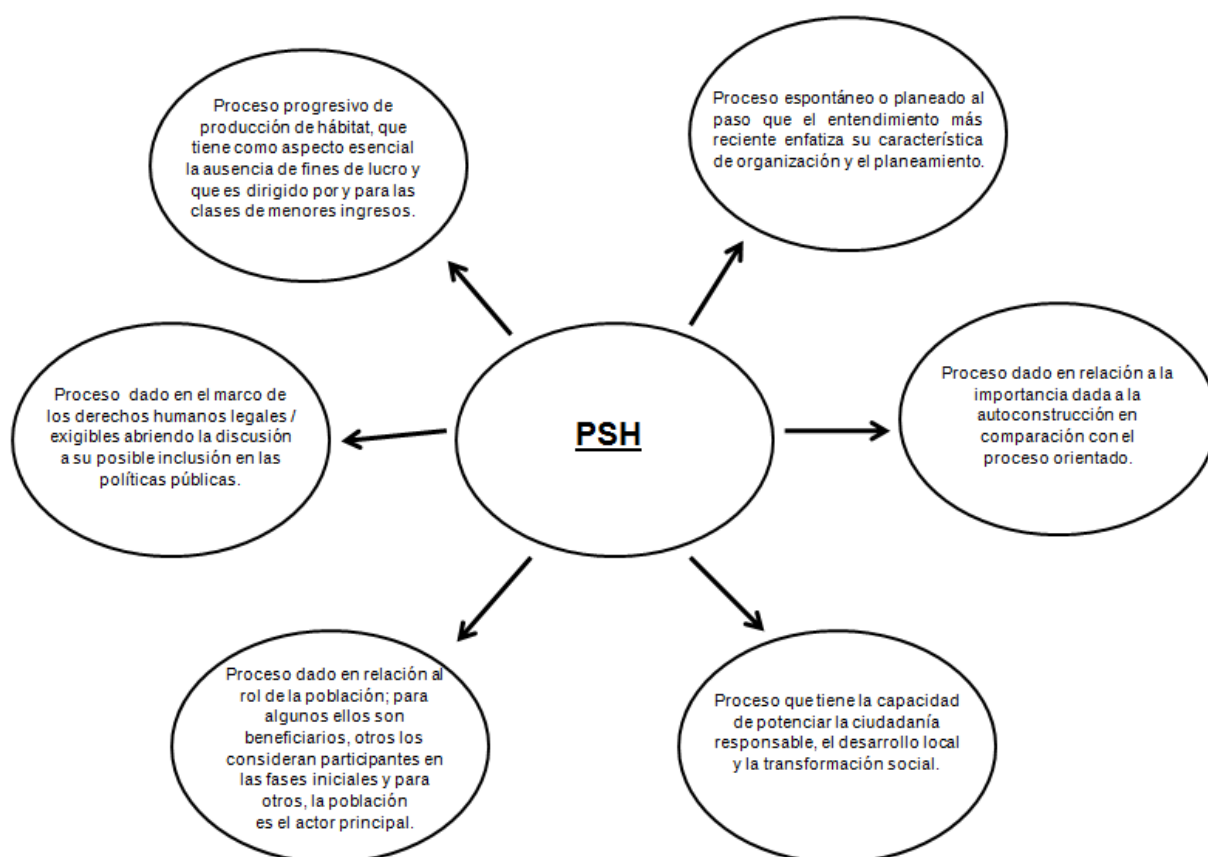 Proceso progresivo de
producción de hábitat, que
tiene como aspecto esencial
la ausencia de fines de lucro y
que es dirigido por y para las
clases de menores ingresos.
Proceso espontáneo o planeado al
paso que el entendimiento más
reciente enfatiza su característica
de organización y el planeamiento.
Proceso dado en el marco de
los derechos humanos legales /
exigibles abriendo la discusión
a su posible inclusión en las
políticas públicas.
PSH
Proceso dado en relación a la
importancia dada a la
autoconstrucción en
comparación con el
proceso orientado.
Proceso dado en relación al
rol de la población; para
algunos ellos son
beneficiarios, otros los
consideran participantes en
las fases iniciales y para
otros, la población
es el actor principal.
Proceso que tiene la capacidad
de potenciar la ciudadanía
responsable, el desarrollo local
y la transformación social.